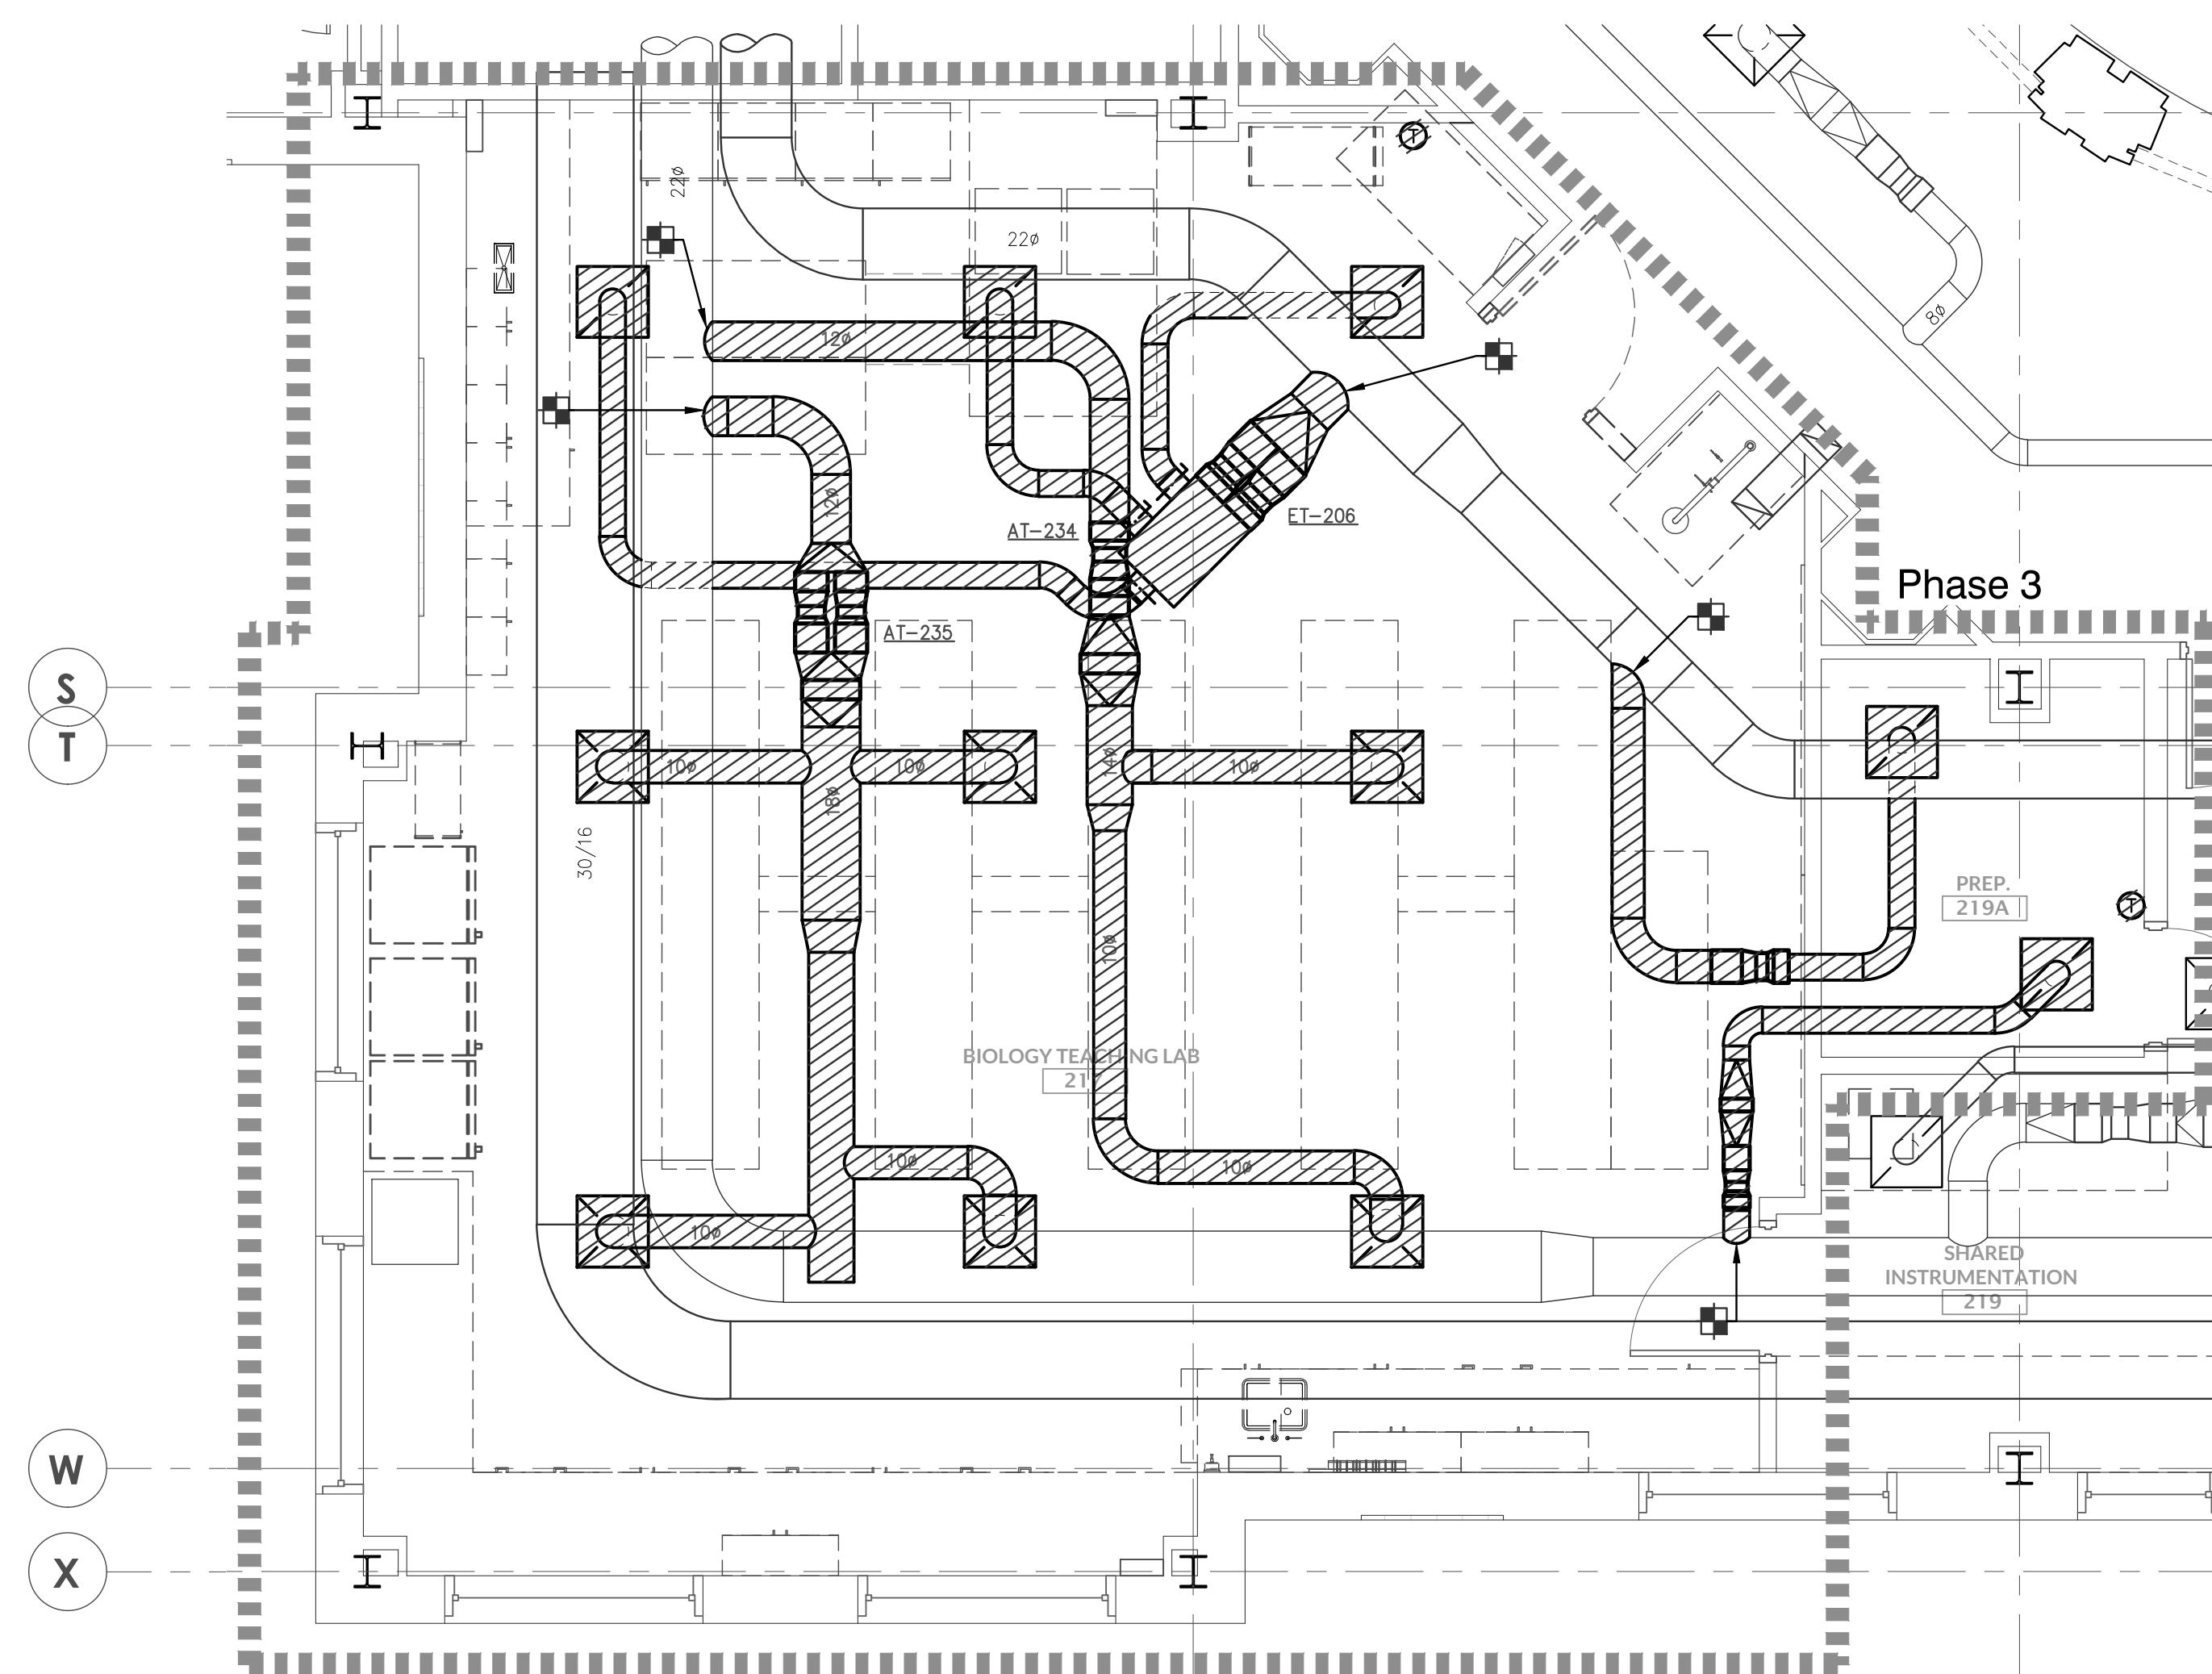 22ø
22ø
T
8ø
12ø
12ø
AT-234
ET-206
Phase 3
AT-235
S
T
10ø
10ø
14ø
10ø
18ø
30/16
PREP.
219A
T
10ø
BIOLOGY TEACHING LAB
217
10ø
10ø
10ø
SHARED
INSTRUMENTATION
219
W
X